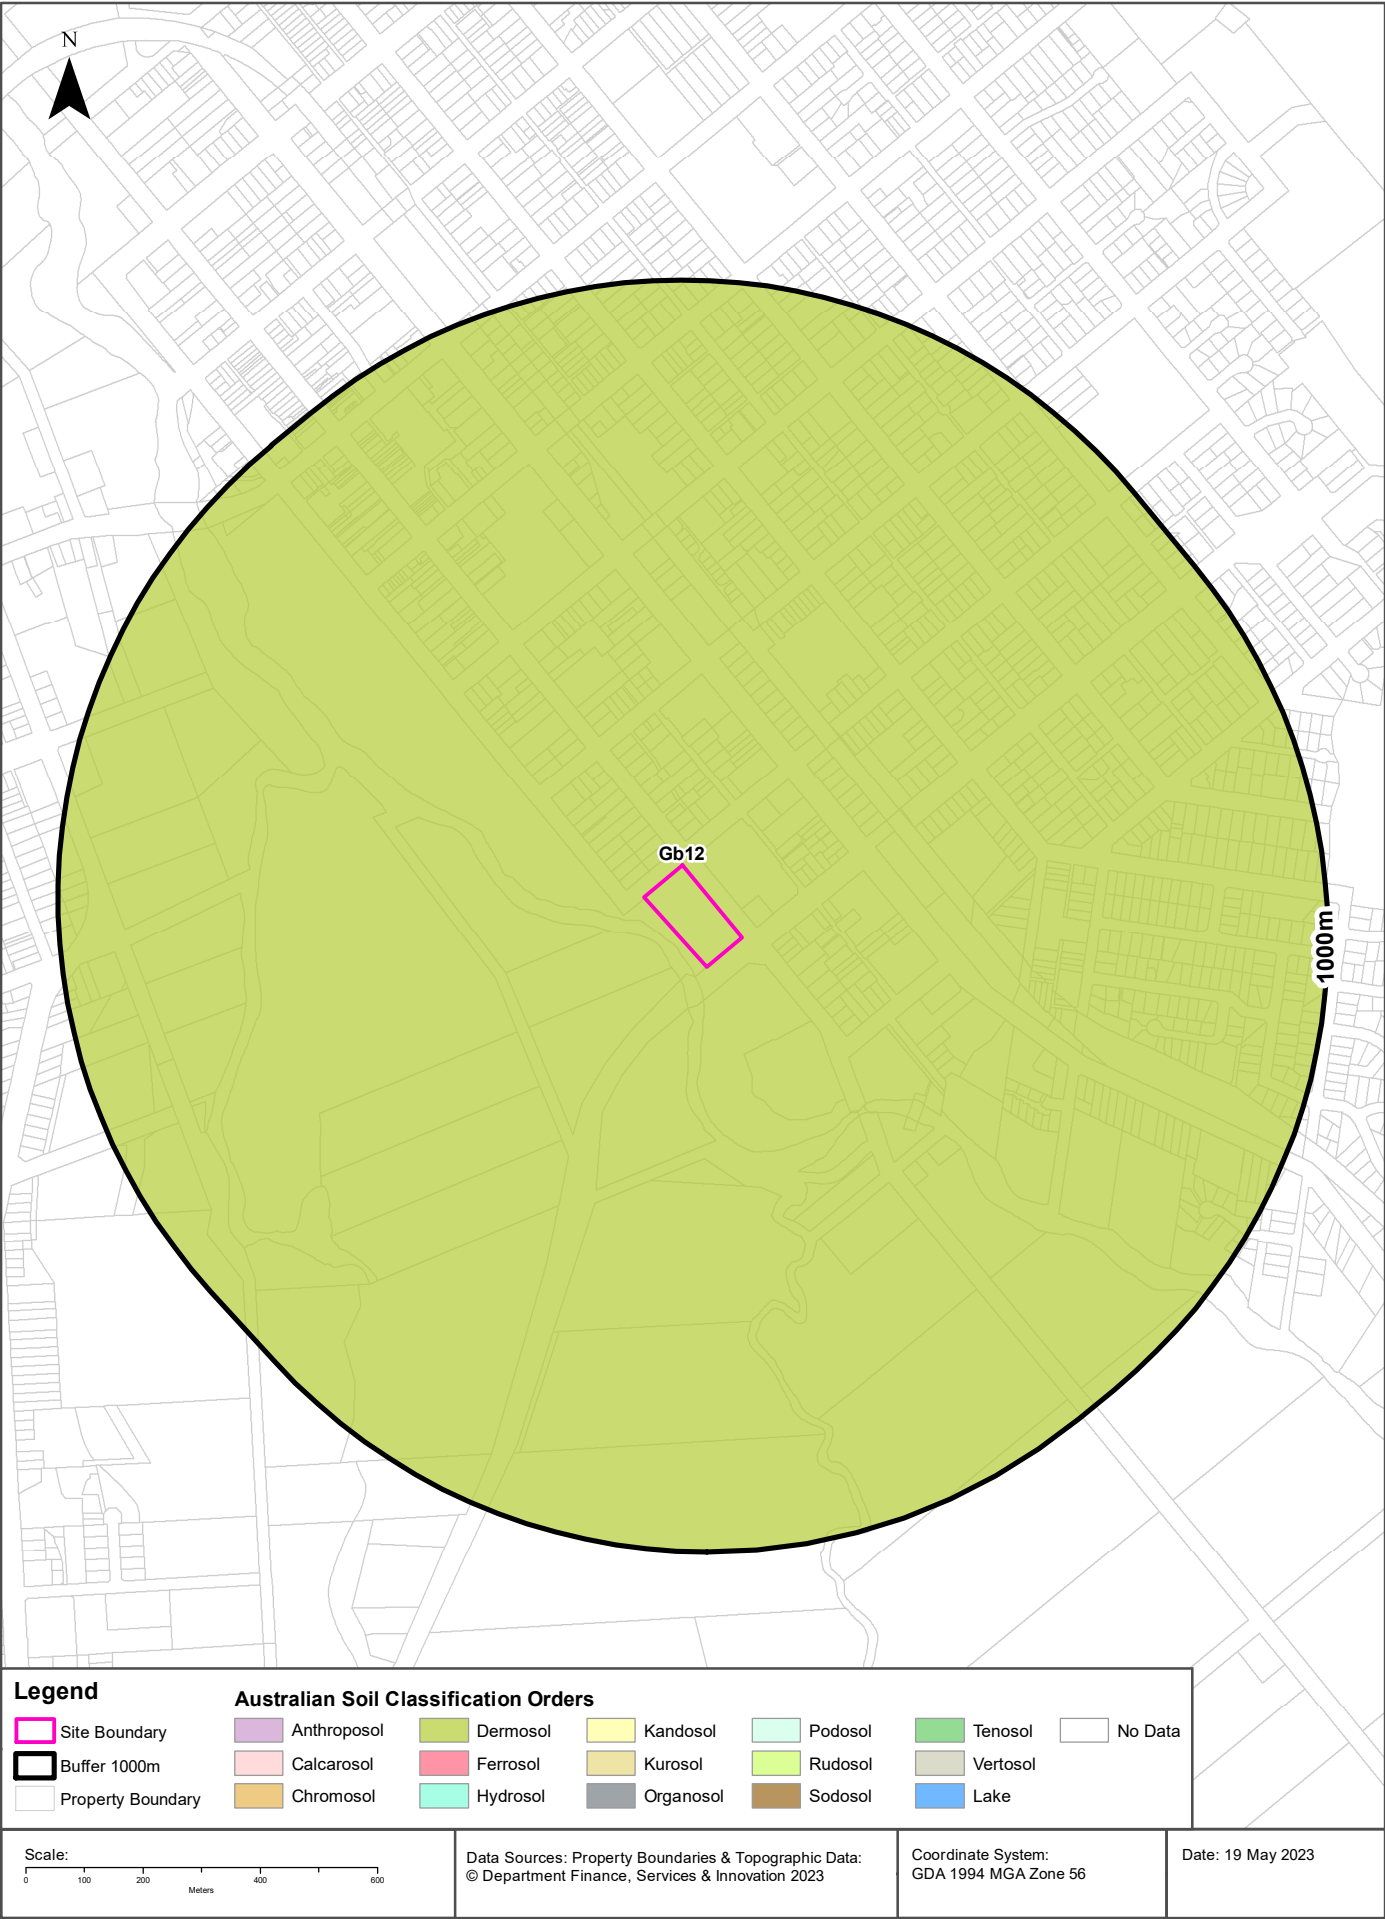 N
Gb12
1000m
Legend
Site Boundary
Buffer 1000m
Property Boundary
Australian Soil Classification Orders
Anthroposol
Calcarosol
Chromosol
Dermosol
Ferrosol
Hydrosol
Kandosol
Kurosol
Organosol
Podosol
Rudosol
Sodosol
Tenosol
Vertosol
Lake
No Data
Scale:
0 100 200 400 600
Meters
Data Sources: Property Boundaries & Topographic Data:
© Department Finance, Services & Innovation 2023
Coordinate System:
GDA 1994 MGA Zone 56
Date: 19 May 2023